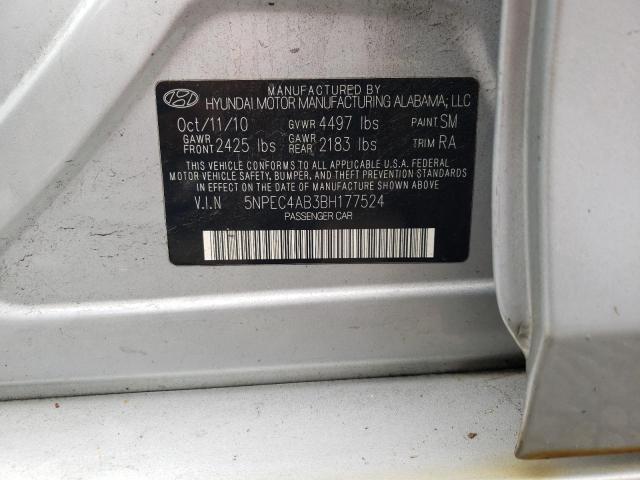 MANUFACTURED BY
HYUNDAI MOTOR MANUFACTURING ALABAMA; LLC
Oct/11/10 GVWR 4497 lbs PAINT SM
GAWR FRONT 2425 lbs GAWR REAR 2183 lbs TRIM RA
THIS VEHICLE CONFORMS TO ALL APPLICABLE U.S.A. FEDERAL
MOTOR VEHICLE SAFETY, BUMPER, AND THEFT PREVENTION
STANDARDS IN EFFECT ON THE DATE OF MANUFACTURE SHOWN ABOVE.
V.I.N 5NPEC4AB3BH177524
PASSENGER CAR